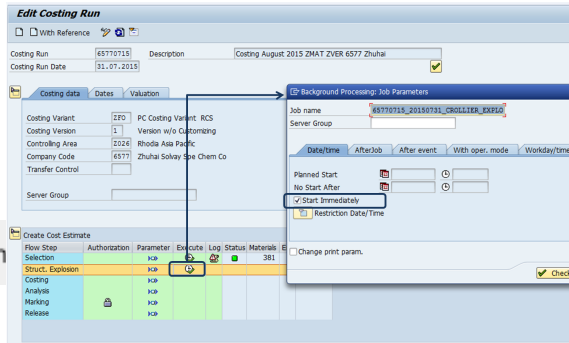 Edit Costing Run
With Reference
Costing Run 65770715 Description Costing August 2015 ZMAT ZVER 6577 Zhuhai
Costing Run Date 31.07.2015
Costing data Dates Valuation
Costing Variant ZF0 PC Costing Variant RCS
Costing Version 1 Version w/o Customizing
Controlling Area Z026 Rhodia Asia Pacific
Company Code 6577 Zhuhai Solvay Spe Chem Co
Transfer Control
Server Group
Background Processing: Job Parameters
Job name 65770715_20150731_CROLLIER_EXPLO
Server Group
Date/time AfterJob After event With oper. mode Workday/time
Planned Start
No Start After
Start Immediately
Restriction Date/Time
Change print param.
Check
Create Cost Estimate
Flow Step Authorization Parameter Execute Log Status Materials E
Selection 381
Struct. Explosion
Costing
Analysis
Marking
Release